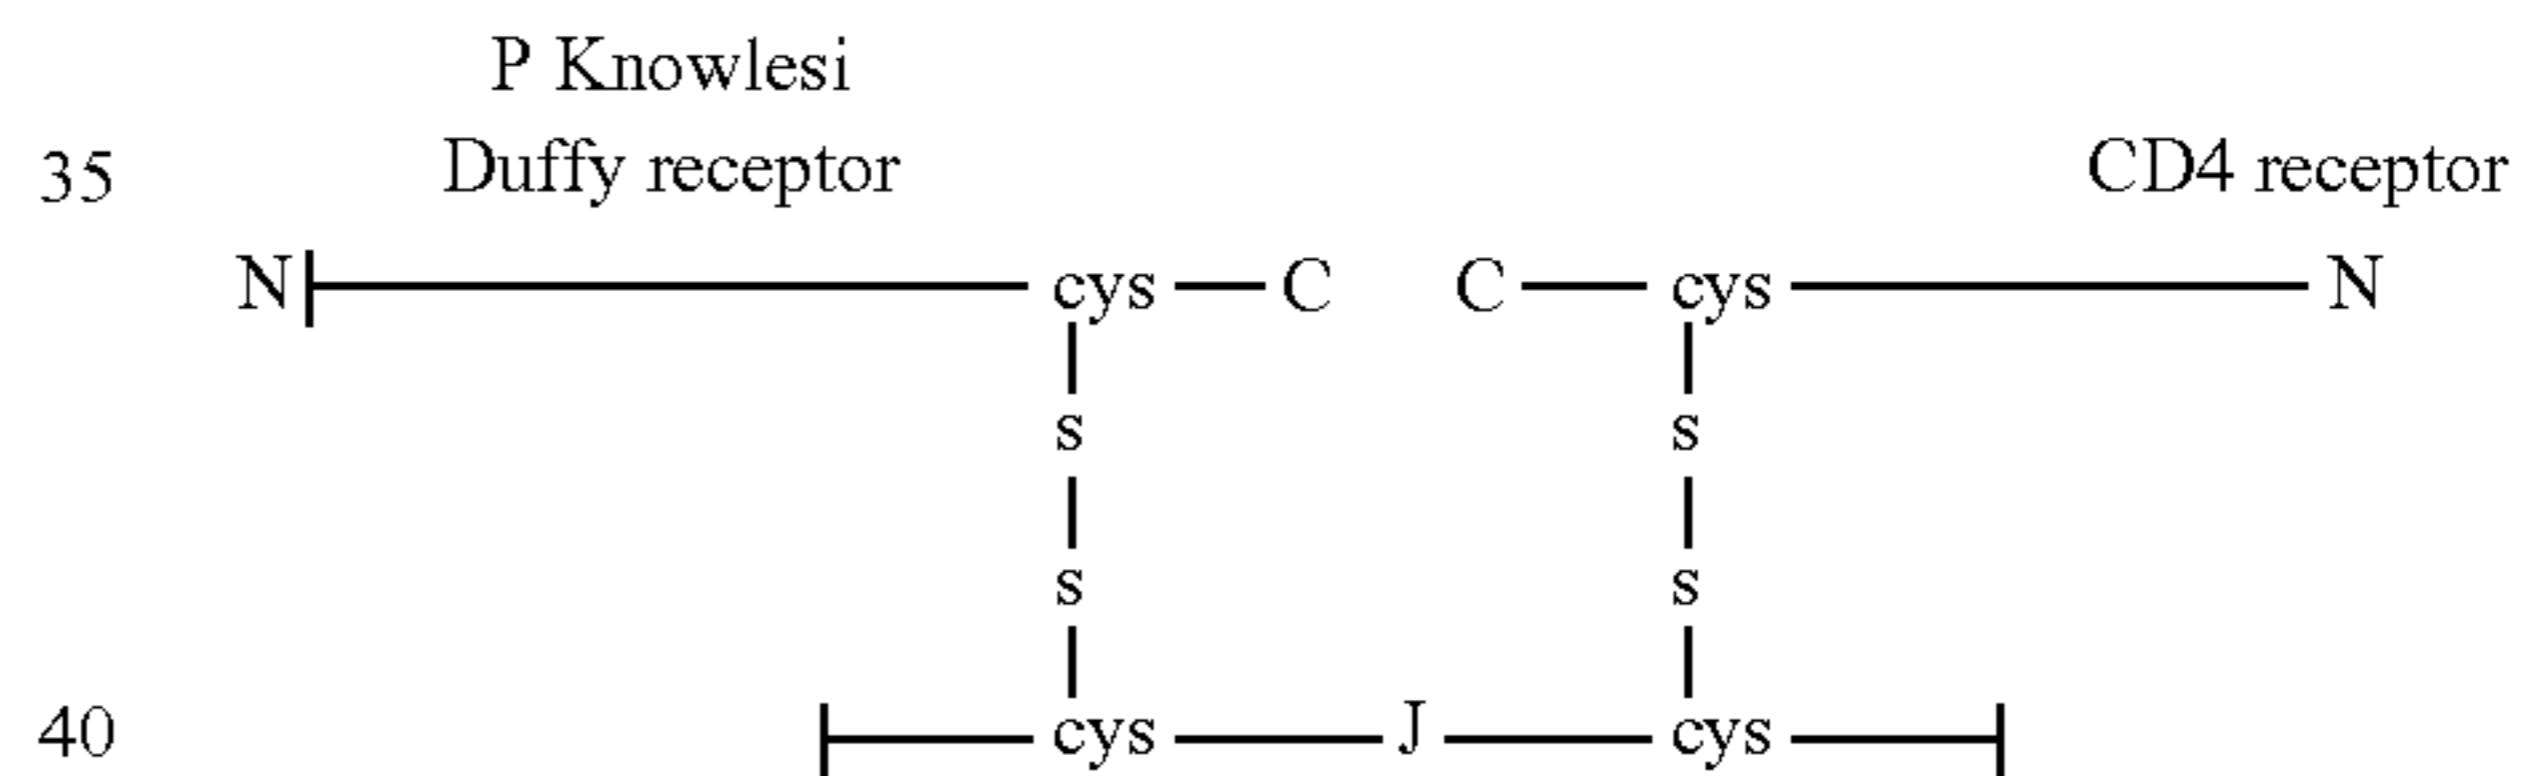 P Knowlesi
35 Duffy receptor CD4 receptor
N cys C C cys N
s s
s s
40 cys J cys